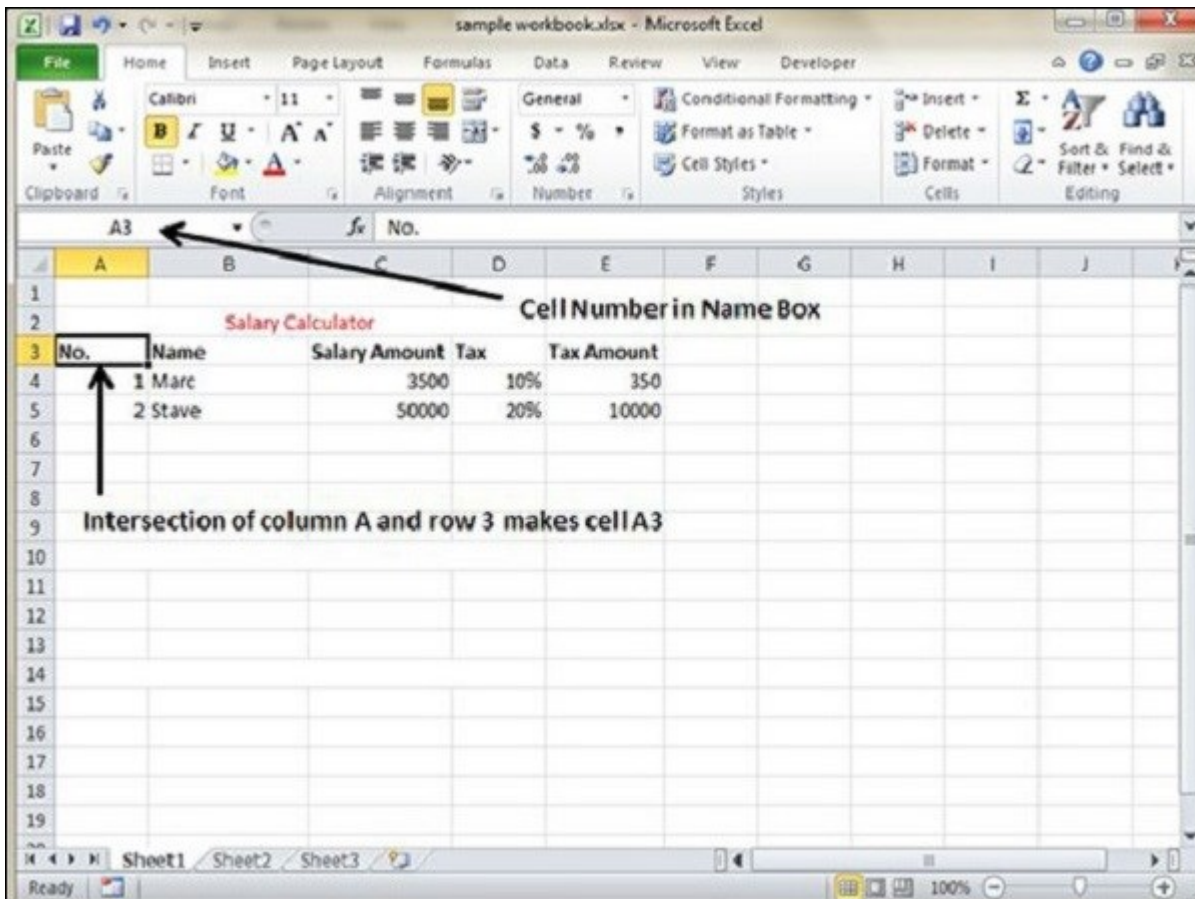 sample workbook.xlsx - Microsoft Excel
File Home Insert Page Layout Formulas Data Review View Developer
Calibri 11 General Conditional Formatting Insert Σ
Paste B I U A A $ % , Format as Table Delete Sort & Find &
A Cell Styles Format Filter Select
Clipboard Font Alignment Number Styles Cells Editing
A3 fx No.
A B C D E F G H I J
1
Cell Number in Name Box
2 Salary Calculator
3 No. Name Salary Amount Tax Tax Amount
4 1 Marc 3500 10% 350
5 2 Stave 50000 20% 10000
6
7
8
9 Intersection of column A and row 3 makes cell A3
10
11
12
13
14
15
16
17
18
19
Sheet1 Sheet2 Sheet3
Ready 100%